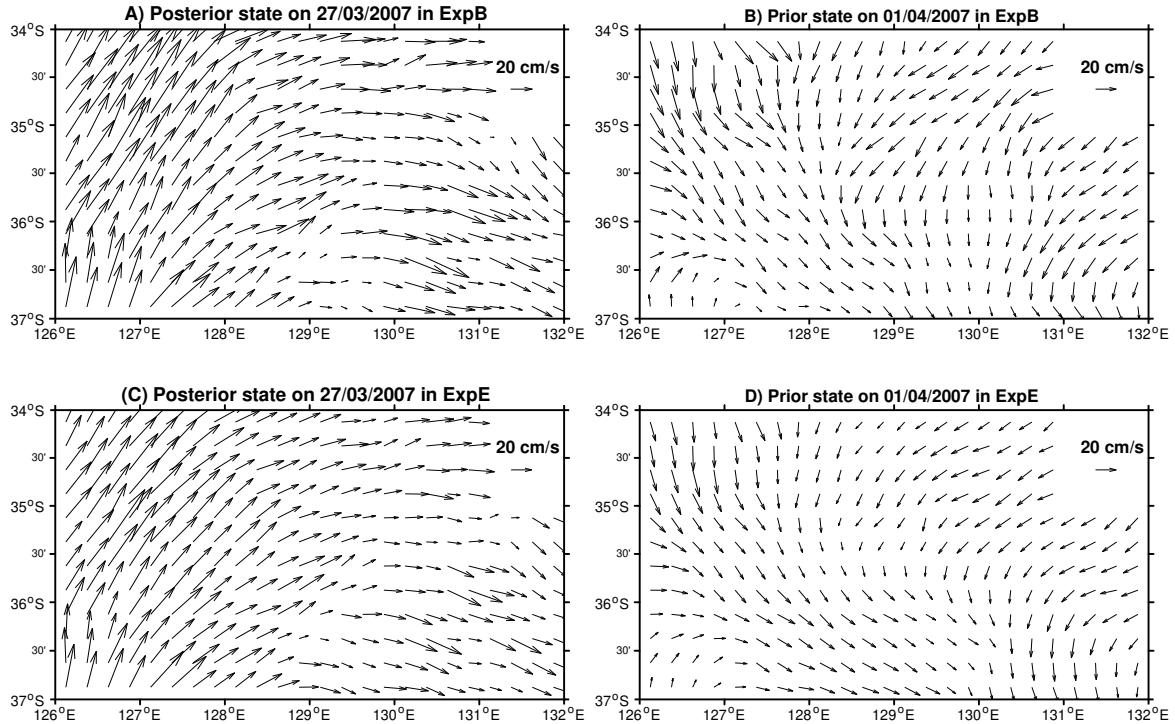 A) Posterior state on 27/03/2007 in ExpB
34°S
30'
35°S
30'
36°S
30'
37°S
20 cm/s
126°E 127°E 128°E 129°E 130°E 131°E 132°E
B) Prior state on 01/04/2007 in ExpB
34°S
30'
35°S
30'
36°S
30'
37°S
20 cm/s
126°E 127°E 128°E 129°E 130°E 131°E 132°E
(C) Posterior state on 27/03/2007 in ExpE
34°S
30'
35°S
30'
36°S
30'
37°S
20 cm/s
126°E 127°E 128°E 129°E 130°E 131°E 132°E
D) Prior state on 01/04/2007 in ExpE
34°S
30'
35°S
30'
36°S
30'
37°S
20 cm/s
126°E 127°E 128°E 129°E 130°E 131°E 132°E